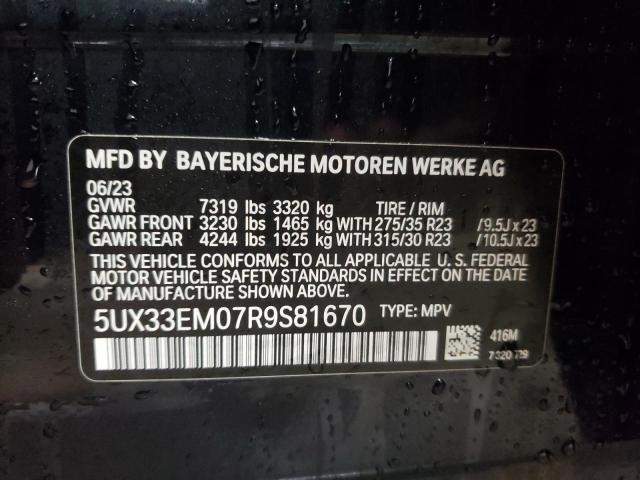 MFD BY BAYERISCHE MOTOREN WERKE AG
06/23
GVWR 7319 lbs 3320 kg TIRE / RIM
GAWR FRONT 3230 lbs 1465 kg WITH 275/35 R23 /9.5J x 23
GAWR REAR 4244 lbs 1925 kg WITH 315/30 R23 /10.5J x 23
THIS VEHICLE CONFORMS TO ALL APPLICABLE U. S. FEDERAL
MOTOR VEHICLE SAFETY STANDARDS IN EFFECT ON THE DATE
OF MANUFACTURE SHOWN ABOVE.
5UX33EM07R9S81670 TYPE: MPV
416M
7 320 729